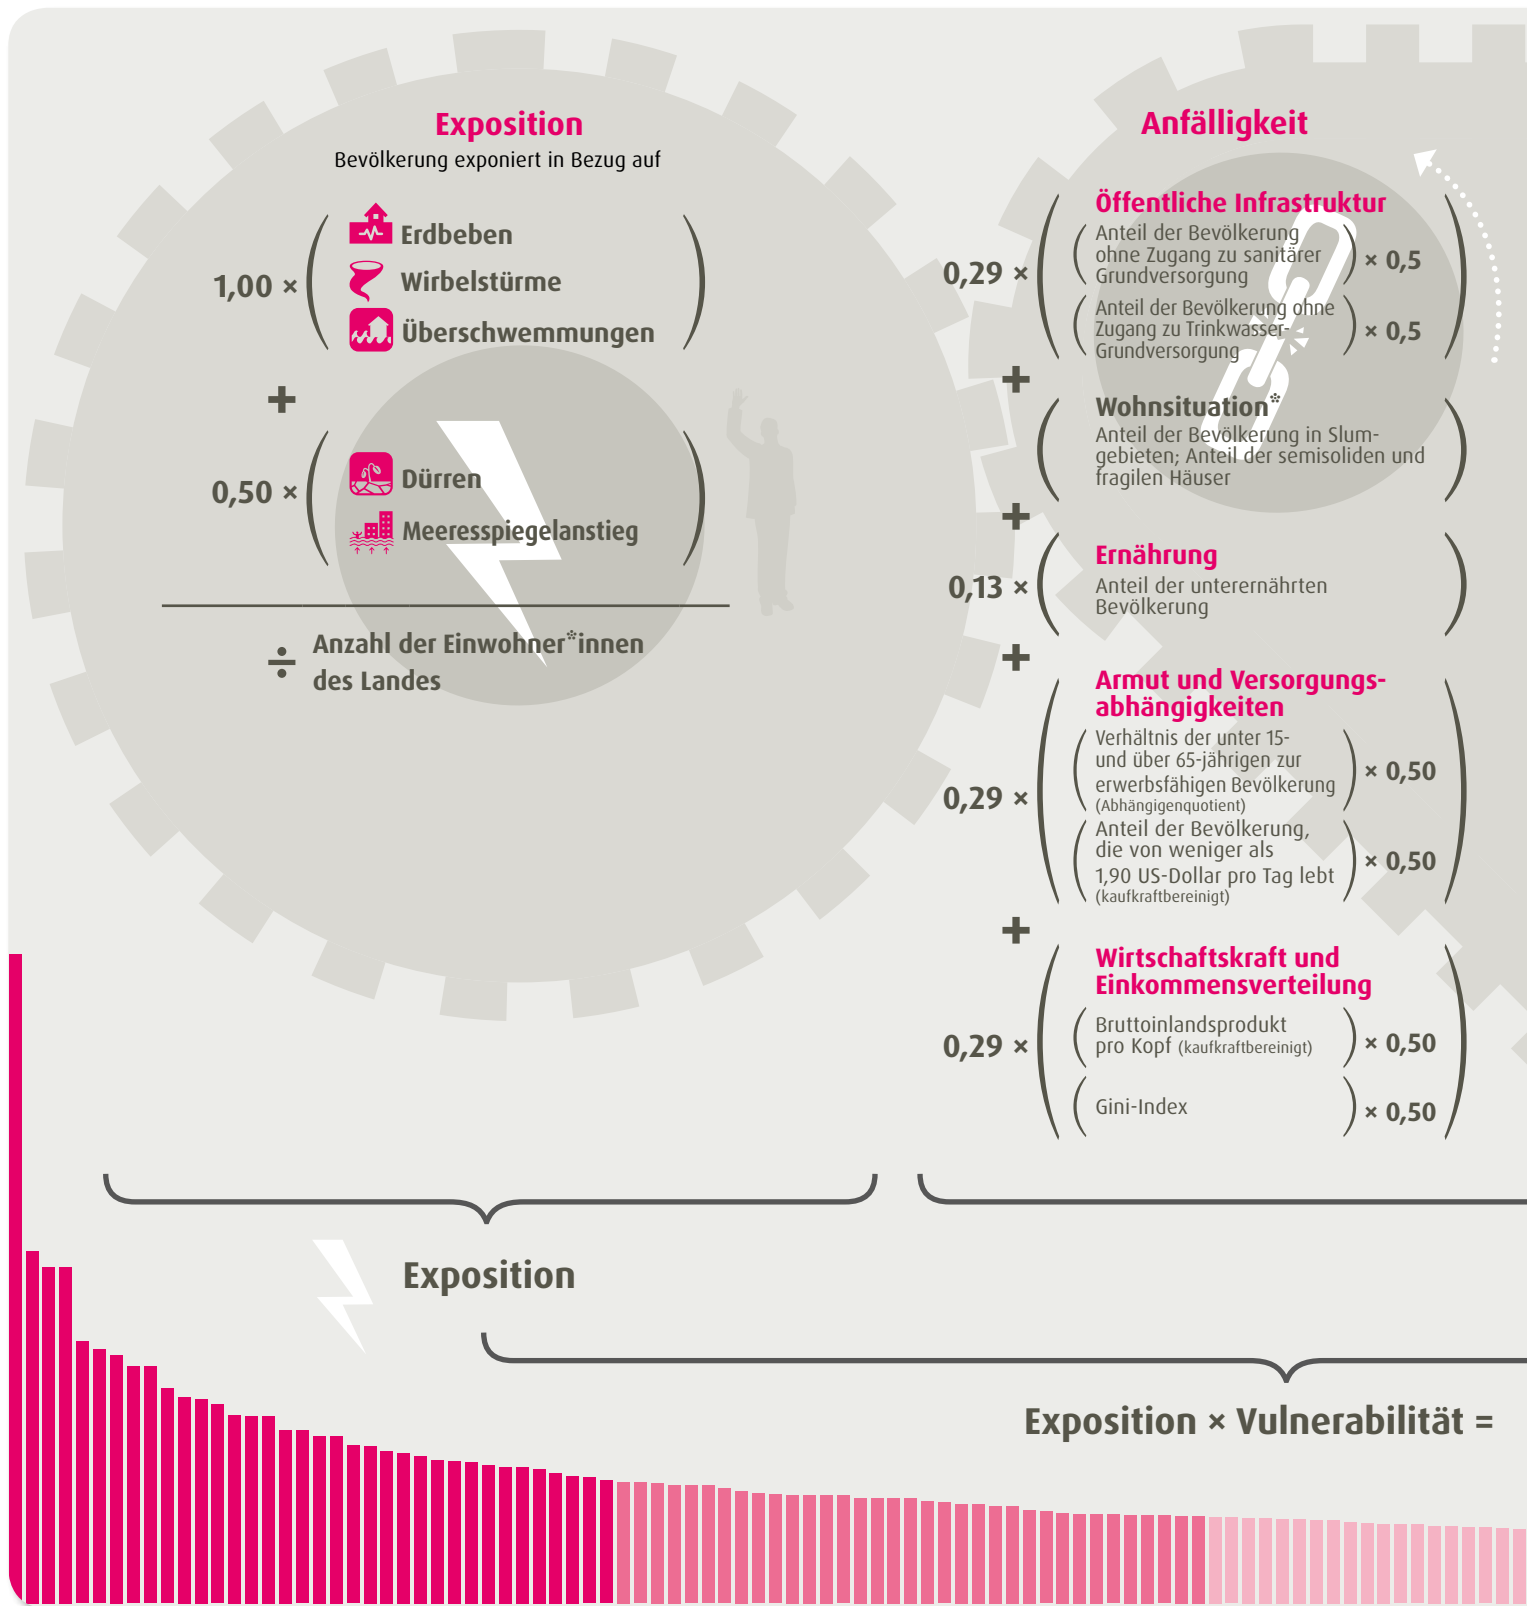 Exposition
Bevölkerung exponiert in Bezug auf
1,00 ×
Erdbeben
Wirbelstürme
Überschwemmungen
+
0,50 ×
Dürren
Meeresspiegelanstieg
÷
Anzahl der Einwohner*innen
des Landes
Anfälligkeit
0,29 ×
Öffentliche Infrastruktur
(Anteil der Bevölkerung
ohne Zugang zu sanitärer
Grundversorgung) × 0,5
(Anteil der Bevölkerung ohne
Zugang zu Trinkwasser-
Grundversorgung) × 0,5
+
Wohnsituation*
Anteil der Bevölkerung in Slum-
gebieten; Anteil der semisoliden und
fragilen Häuser
+
0,13 ×
Ernährung
Anteil der unterernährten
Bevölkerung
+
0,29 ×
Armut und Versorgungs-
abhängigkeiten
(Verhältnis der unter 15-
und über 65-jährigen zur
erwerbsfähigen Bevölkerung
(Abhängigenquotient)) × 0,50
(Anteil der Bevölkerung,
die von weniger als
1,90 US-Dollar pro Tag lebt
(kaufkraftbereinigt)) × 0,50
+
0,29 ×
Wirtschaftskraft und
Einkommensverteilung
(Bruttoinlandsprodukt
pro Kopf (kaufkraftbereinigt)) × 0,50
(Gini-Index) × 0,50
Exposition
Exposition × Vulnerabilität =